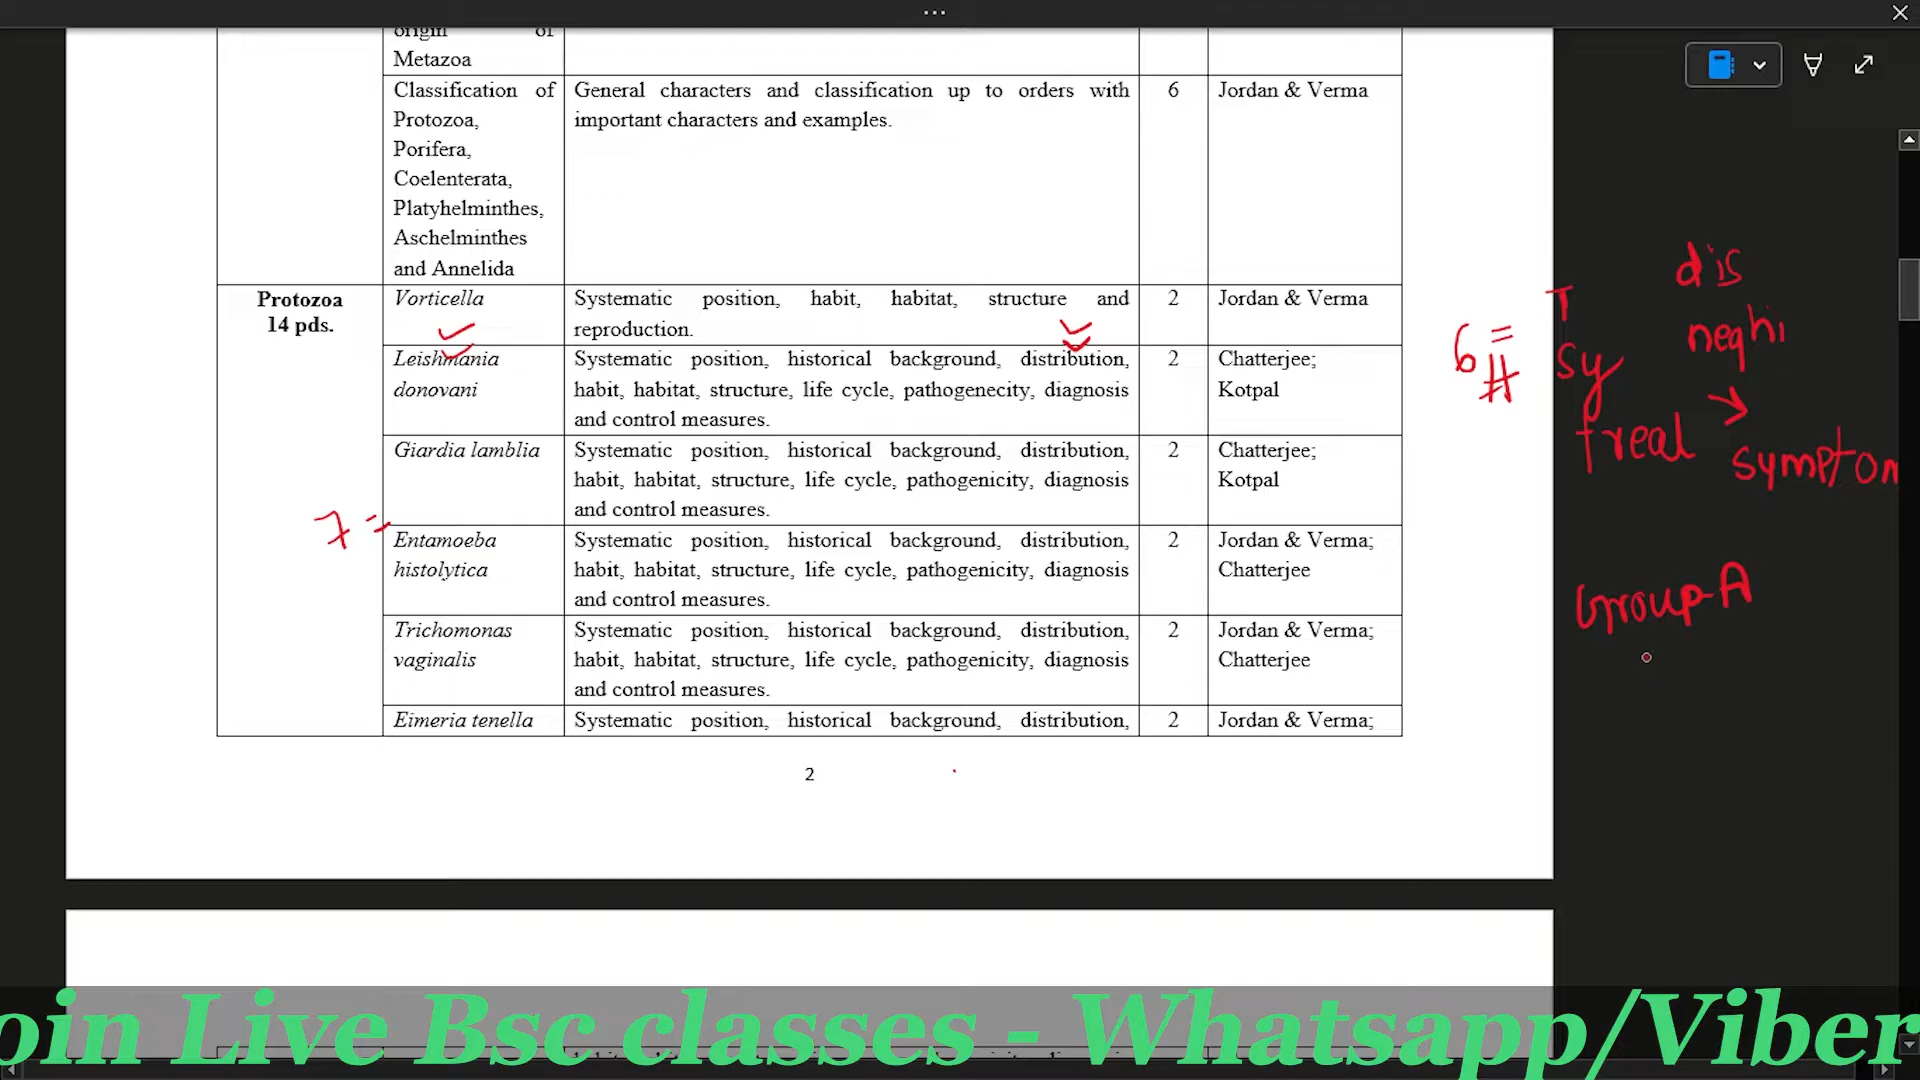 origin of
Metazoa
Classification of
Protozoa,
Porifera,
Coelenterata,
Platyhelminthes,
Aschelminthes
and Annelida
General characters and classification up to orders with
important characters and examples.
6
Jordan & Verma
Protozoa
14 pds.
Vorticella
Systematic position, habit, habitat, structure and
reproduction.
2
Jordan & Verma
Leishmania
donovani
Systematic position, historical background, distribution,
habit, habitat, structure, life cycle, pathogenecity, diagnosis
and control measures.
2
Chatterjee;
Kotpal
Giardia lamblia
Systematic position, historical background, distribution,
habit, habitat, structure, life cycle, pathogenicity, diagnosis
and control measures.
2
Chatterjee;
Kotpal
7 =
Entamoeba
histolytica
Systematic position, historical background, distribution,
habit, habitat, structure, life cycle, pathogenicity, diagnosis
and control measures.
2
Jordan & Verma;
Chatterjee
Trichomonas
vaginalis
Systematic position, historical background, distribution,
habit, habitat, structure, life cycle, pathogenicity, diagnosis
and control measures.
2
Jordan & Verma;
Chatterjee
Eimeria tenella
Systematic position, historical background, distribution,
2
Jordan & Verma;
2
dis
neghi
6 =
T
Sy
treal
symptom
Group-A
oin Live Bsc classes - Whatsapp/Viber